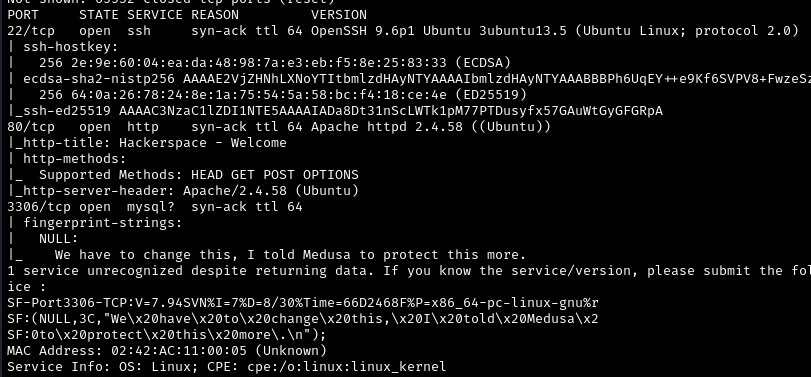 Not shown: 65532 closed tcp ports (reset)
PORT     STATE SERVICE REASON         VERSION
22/tcp   open  ssh     syn-ack ttl 64 OpenSSH 9.6p1 Ubuntu 3ubuntu13.5 (Ubuntu Linux; protocol 2.0)
| ssh-hostkey:
|   256 2e:9e:60:04:ea:da:48:98:7a:e3:eb:f5:8e:25:83:33 (ECDSA)
| ecdsa-sha2-nistp256 AAAAE2VjZHNhLXNoYTItbmlzdHAyNTYAAAAIbmlzdHAyNTYAAABBBPh6UqEY++e9Kf6SVPV8+FwzeSz
|   256 64:0a:26:78:24:8e:1a:75:54:5a:58:bc:f4:18:ce:4e (ED25519)
|_ssh-ed25519 AAAAC3NzaC1lZDI1NTE5AAAAIADa8Dt31nScLWTk1pM77PTDusyfx57GAuWtGyGFGRpA
80/tcp   open  http    syn-ack ttl 64 Apache httpd 2.4.58 ((Ubuntu))
|_http-title: Hackerspace - Welcome
| http-methods:
|_  Supported Methods: HEAD GET POST OPTIONS
|_http-server-header: Apache/2.4.58 (Ubuntu)
3306/tcp open  mysql?  syn-ack ttl 64
| fingerprint-strings:
|   NULL:
|_    We have to change this, I told Medusa to protect this more.
1 service unrecognized despite returning data. If you know the service/version, please submit the fol
ice :
SF-Port3306-TCP:V=7.94SVN%I=7%D=8/30%Time=66D2468F%P=x86_64-pc-linux-gnu%r
SF:(NULL,3C,"We\x20have\x20to\x20change\x20this,\x20I\x20told\x20Medusa\x2
SF:0to\x20protect\x20this\x20more\.\n");
MAC Address: 02:42:AC:11:00:05 (Unknown)
Service Info: OS: Linux; CPE: cpe:/o:linux:linux_kernel